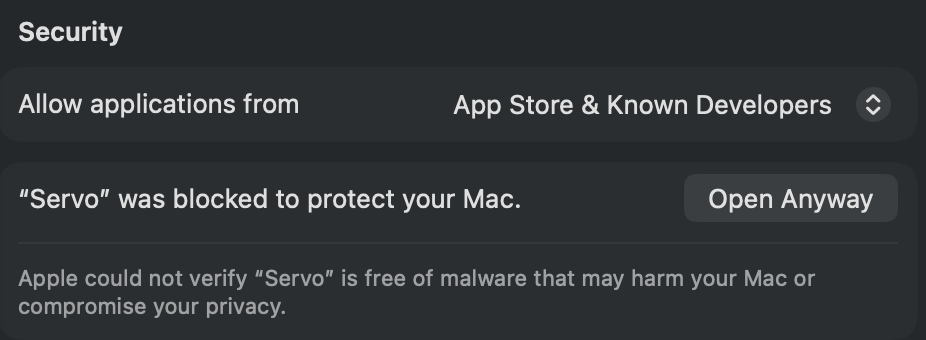 Security
Allow applications from App Store & Known Developers
“Servo” was blocked to protect your Mac. Open Anyway
Apple could not verify “Servo” is free of malware that may harm your Mac or
compromise your privacy.